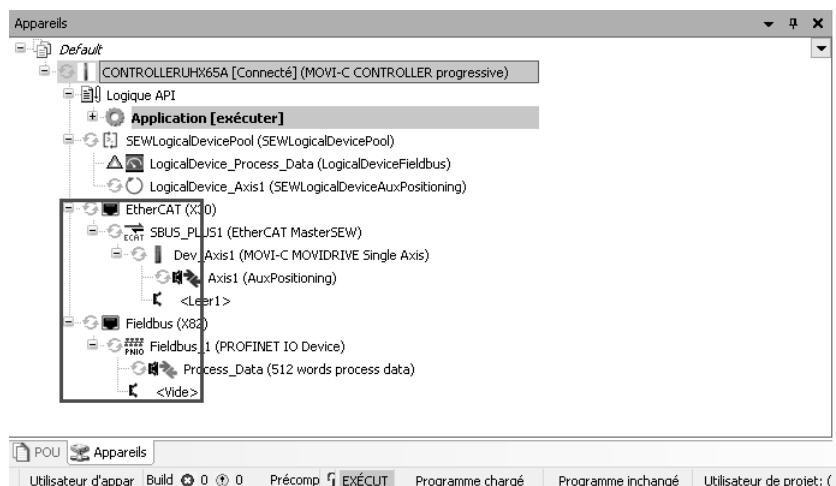 Appareils
Default
CONTROLLERUHX65A [Connecté] (MOVI-C CONTROLLER progressive)
Logique API
Application [exécuter]
SEWLogicalDevicePool (SEWLogicalDevicePool)
LogicalDevice_Process_Data (LogicalDeviceFieldbus)
LogicalDevice_Axis1 (SEWLogicalDeviceAuxPositioning)
EtherCAT (X30)
ECAT SBUS_PLUS1 (EtherCAT MasterSEW)
Dev_Axis1 (MOVI-C MOVIDRIVE Single Axis)
Axis1 (AuxPositioning)
<Leer1>
Fieldbus (X82)
PNIO Fieldbus_1 (PROFINET IO Device)
Process_Data (512 words process data)
<Vide>
POU Appareils
Utilisateur d'appar Build 0 0 Précomp EXÉCUT Programme chargé Programme inchangé Utilisateur de projet: (